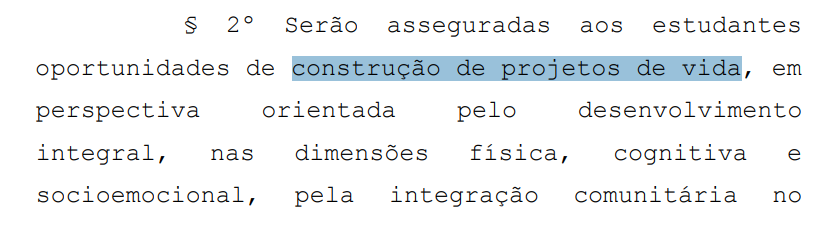 § 2º Serão asseguradas aos estudantes
oportunidades de construção de projetos de vida, em
perspectiva orientada pelo desenvolvimento
integral, nas dimensões física, cognitiva e
socioemocional, pela integração comunitária no